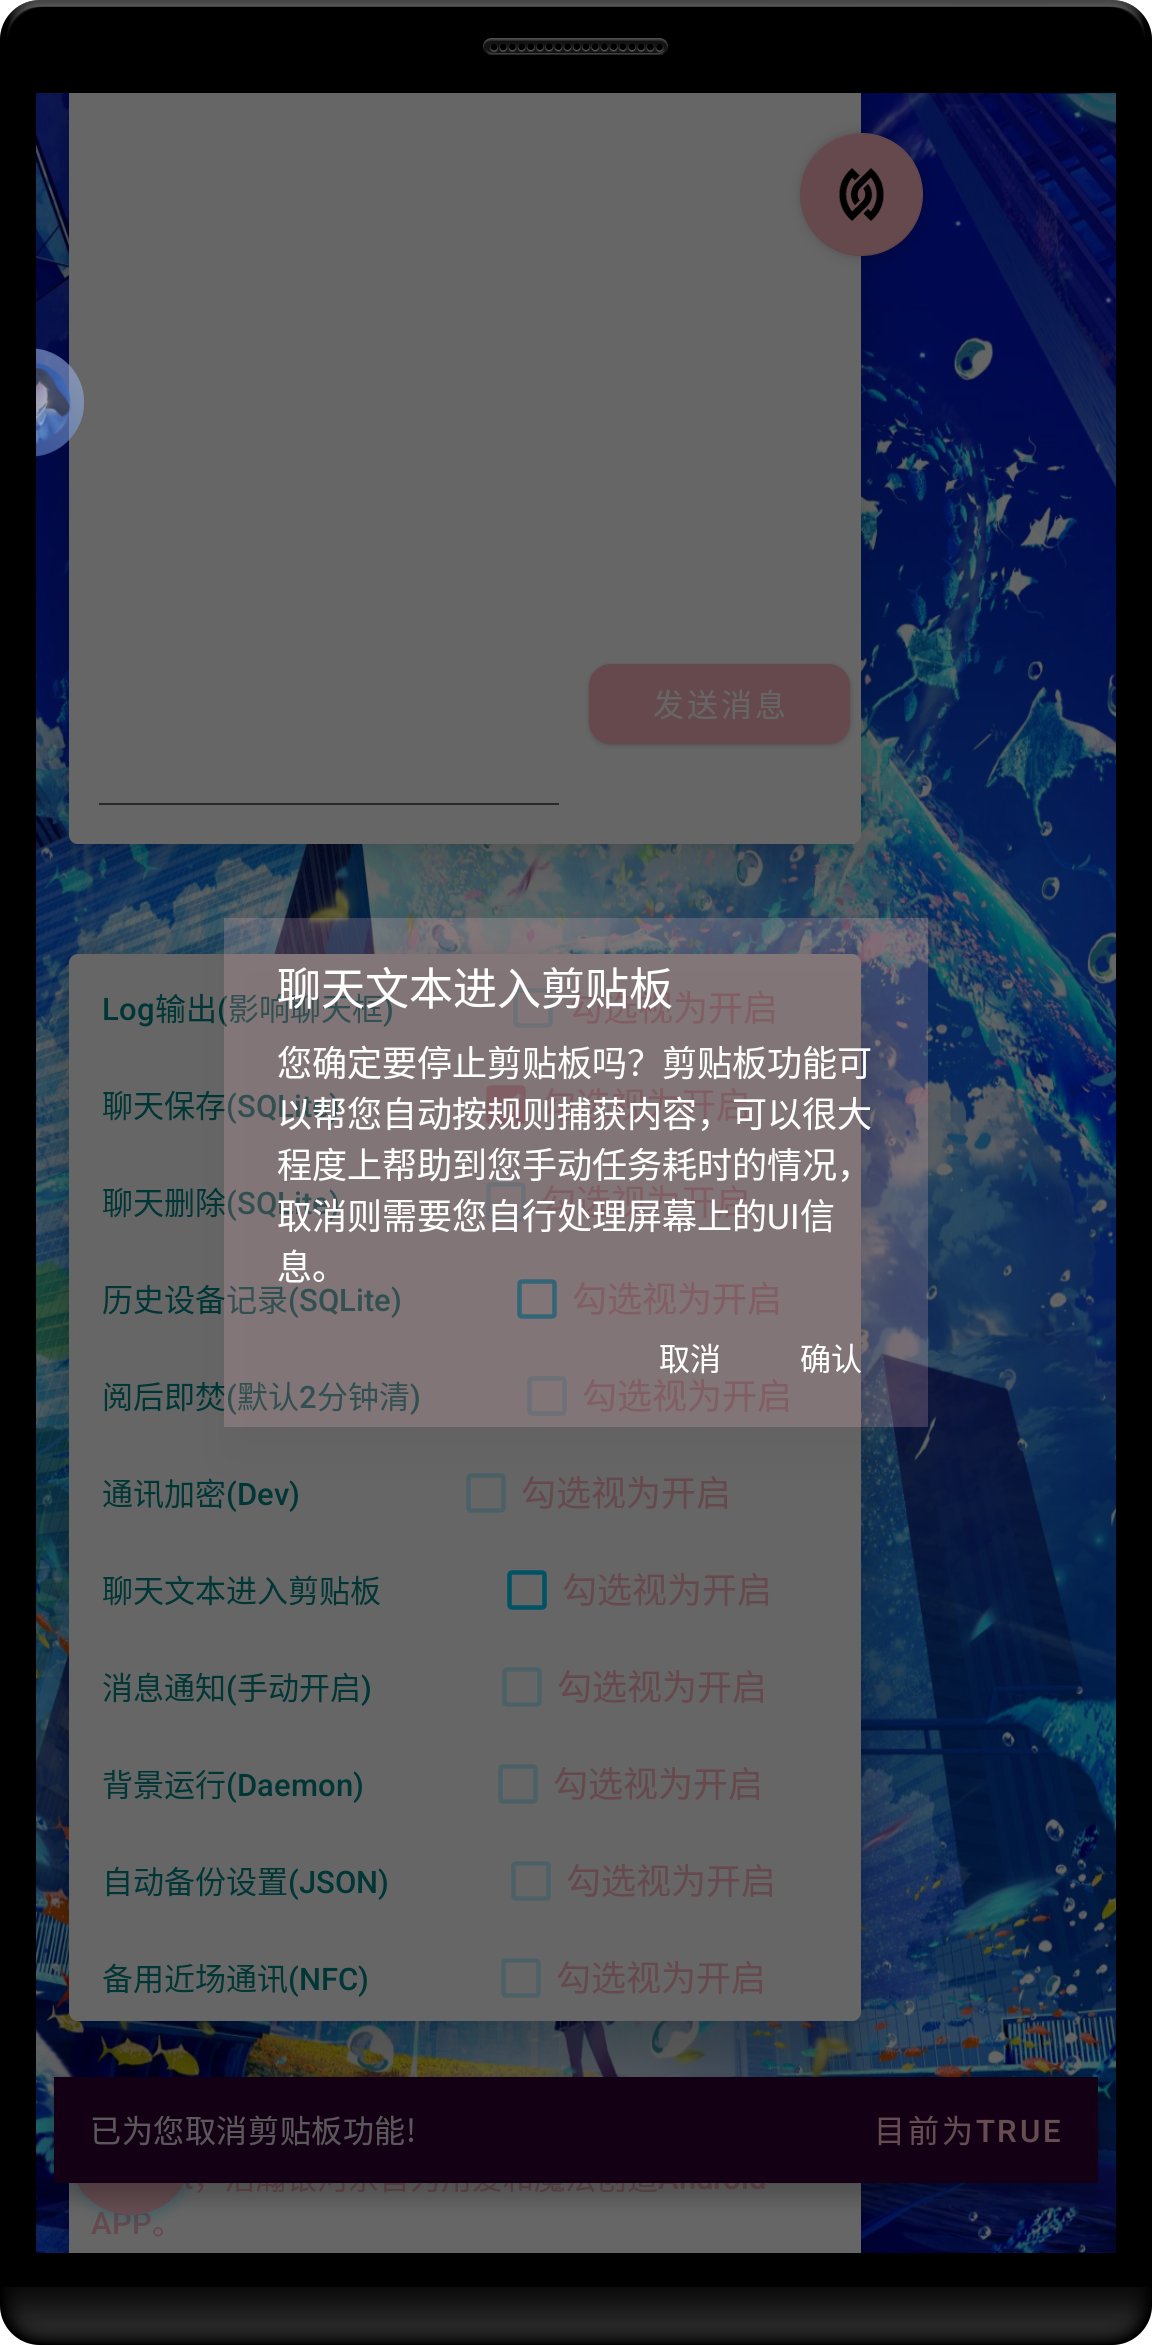 发送消息
聊天文本进入剪贴板
您确定要停止剪贴板吗？剪贴板功能可
以帮您自动按规则捕获内容，可以很大
程度上帮助到您手动任务耗时的情况，
取消则需要您自行处理屏幕上的UI信
息。
取消 确认
Log输出(影响聊天框) 勾选视为开启
聊天保存(SQLite) 勾选视为开启
聊天删除(SQLite) 勾选视为开启
历史设备记录(SQLite) 勾选视为开启
阅后即焚(默认2分钟清) 勾选视为开启
通讯加密(Dev) 勾选视为开启
聊天文本进入剪贴板 勾选视为开启
消息通知(手动开启) 勾选视为开启
背景运行(Daemon) 勾选视为开启
自动备份设置(JSON) 勾选视为开启
备用近场通讯(NFC) 勾选视为开启
已为您取消剪贴板功能! 目前为TRUE
APP。